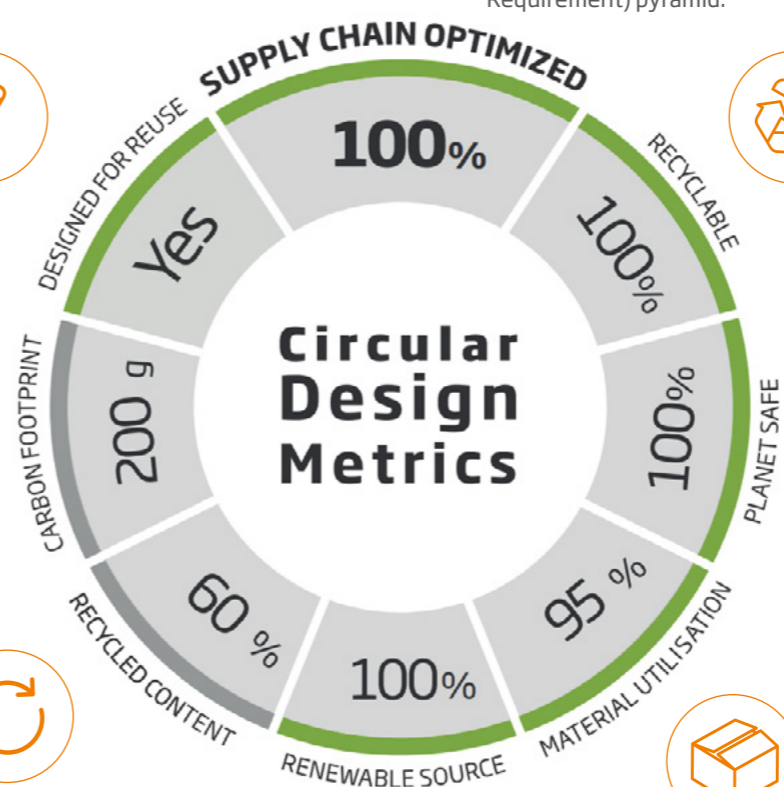 Requirement) pyramid.
SUPPLY CHAIN OPTIMIZED
100%
RECYCLABLE
100%
PLANET SAFE
100%
MATERIAL UTILISATION
95 %
RENEWABLE SOURCE
100%
RECYCLED CONTENT
60 %
CARBON FOOTPRINT
200 g
DESIGNED FOR REUSE
Yes
Circular
Design
Metrics